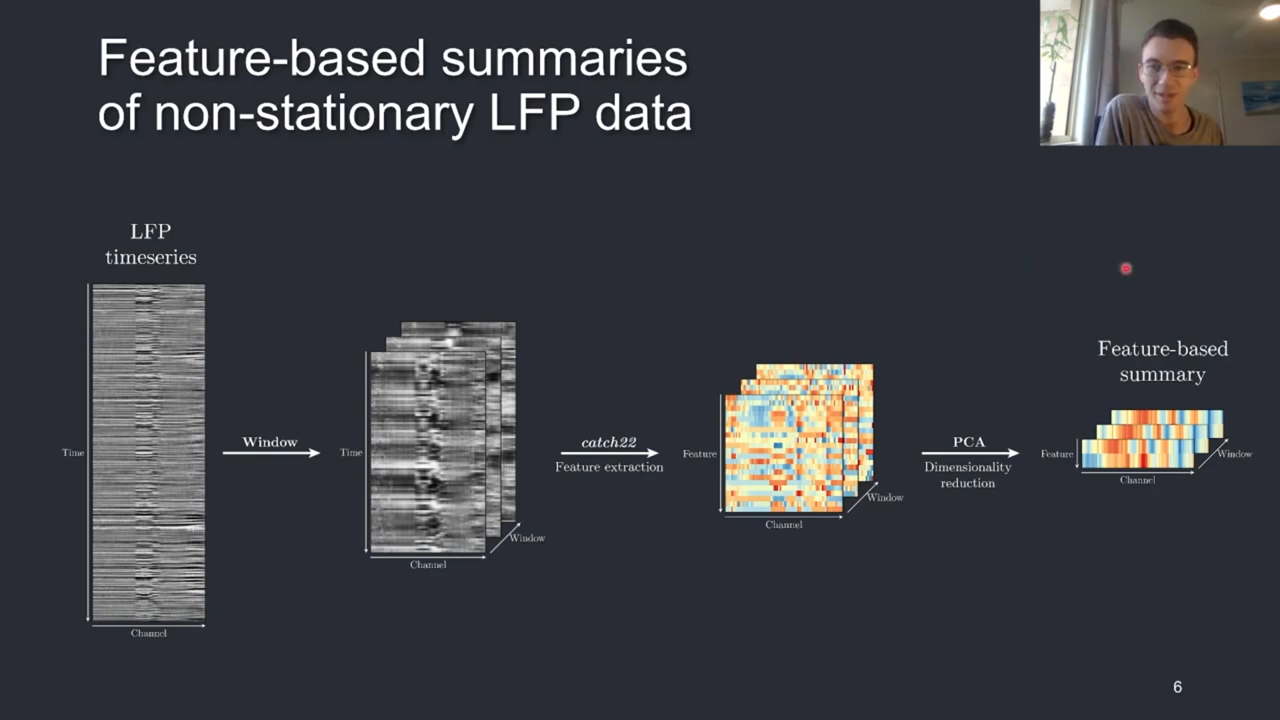 Feature-based summaries
of non-stationary LFP data
LFP
timeseries
Time
Channel
Window
Time
Channel
Window
catch22
Feature extraction
Feature
Channel
Window
PCA
Dimensionality
reduction
Feature-based
summary
Feature
Channel
Window
6